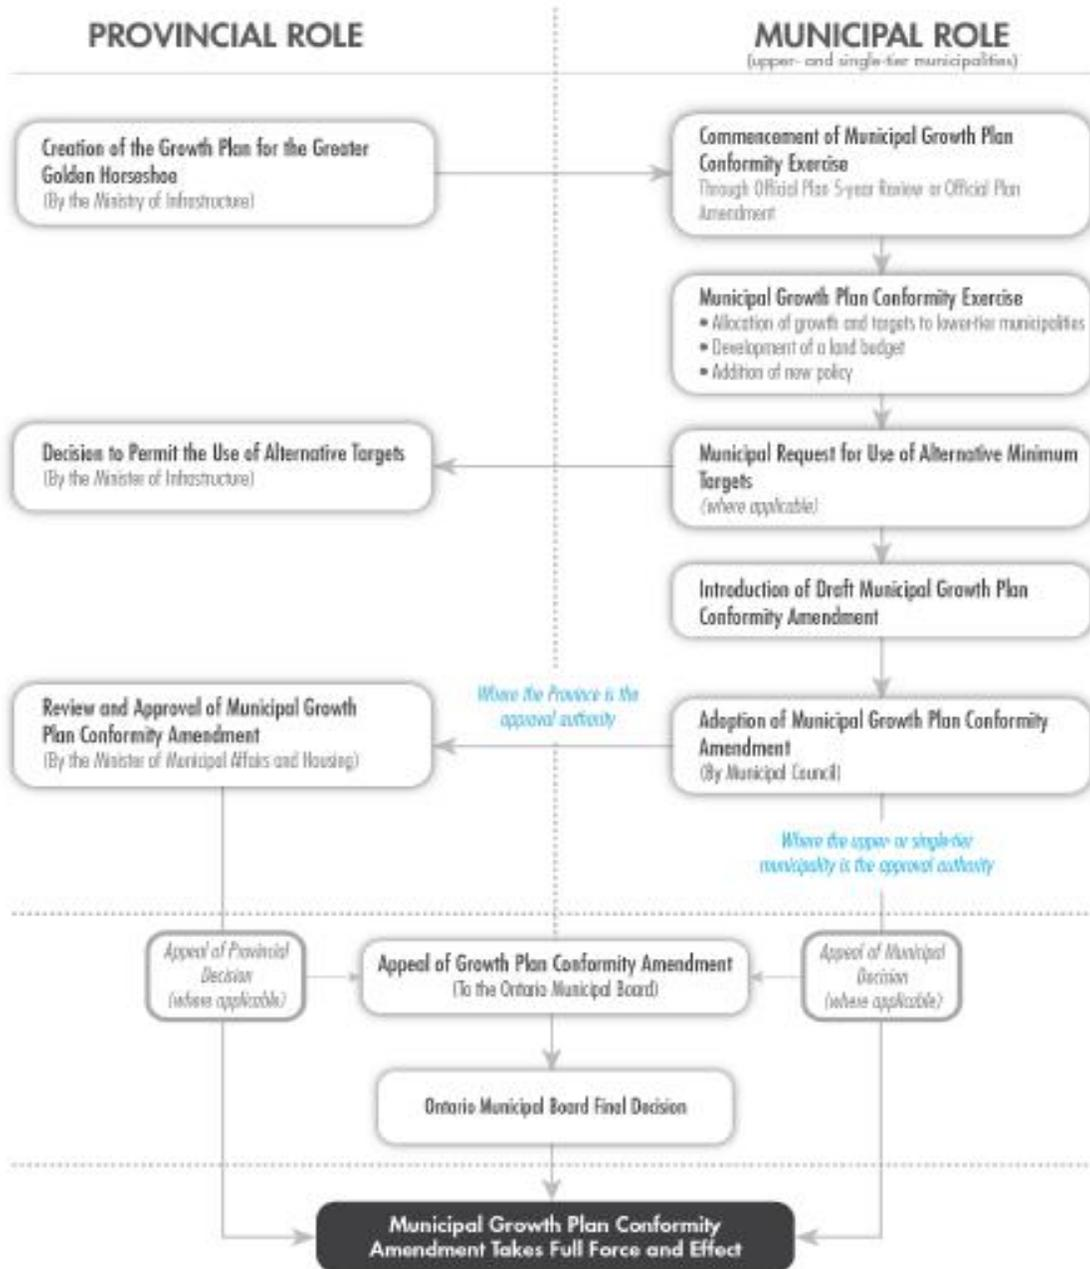 PROVINCIAL ROLE
MUNICIPAL ROLE
(upper- and single-tier municipalities)
Creation of the Growth Plan for the Greater
Golden Horseshoe
(By the Ministry of Infrastructure)
Commencement of Municipal Growth Plan
Conformity Exercise
Through Official Plan 5-year Review or Official Plan
Amendment
Municipal Growth Plan Conformity Exercise
• Allocation of growth and targets to lower-tier municipalities
• Development of a land budget
• Addition of new policy
Decision to Permit the Use of Alternative Targets
(By the Minister of Infrastructure)
Municipal Request for Use of Alternative Minimum
Targets
(where applicable)
Introduction of Draft Municipal Growth Plan
Conformity Amendment
Review and Approval of Municipal Growth
Plan Conformity Amendment
(By the Minister of Municipal Affairs and Housing)
Where the Province is the
approval authority
Adoption of Municipal Growth Plan Conformity
Amendment
(By Municipal Council)
Where the upper- or single-tier
municipality is the approval authority
Appeal of Provincial
Decision
(where applicable)
Appeal of Growth Plan Conformity Amendment
(To the Ontario Municipal Board)
Appeal of Municipal
Decision
(where applicable)
Ontario Municipal Board Final Decision
Municipal Growth Plan Conformity
Amendment Takes Full Force and Effect